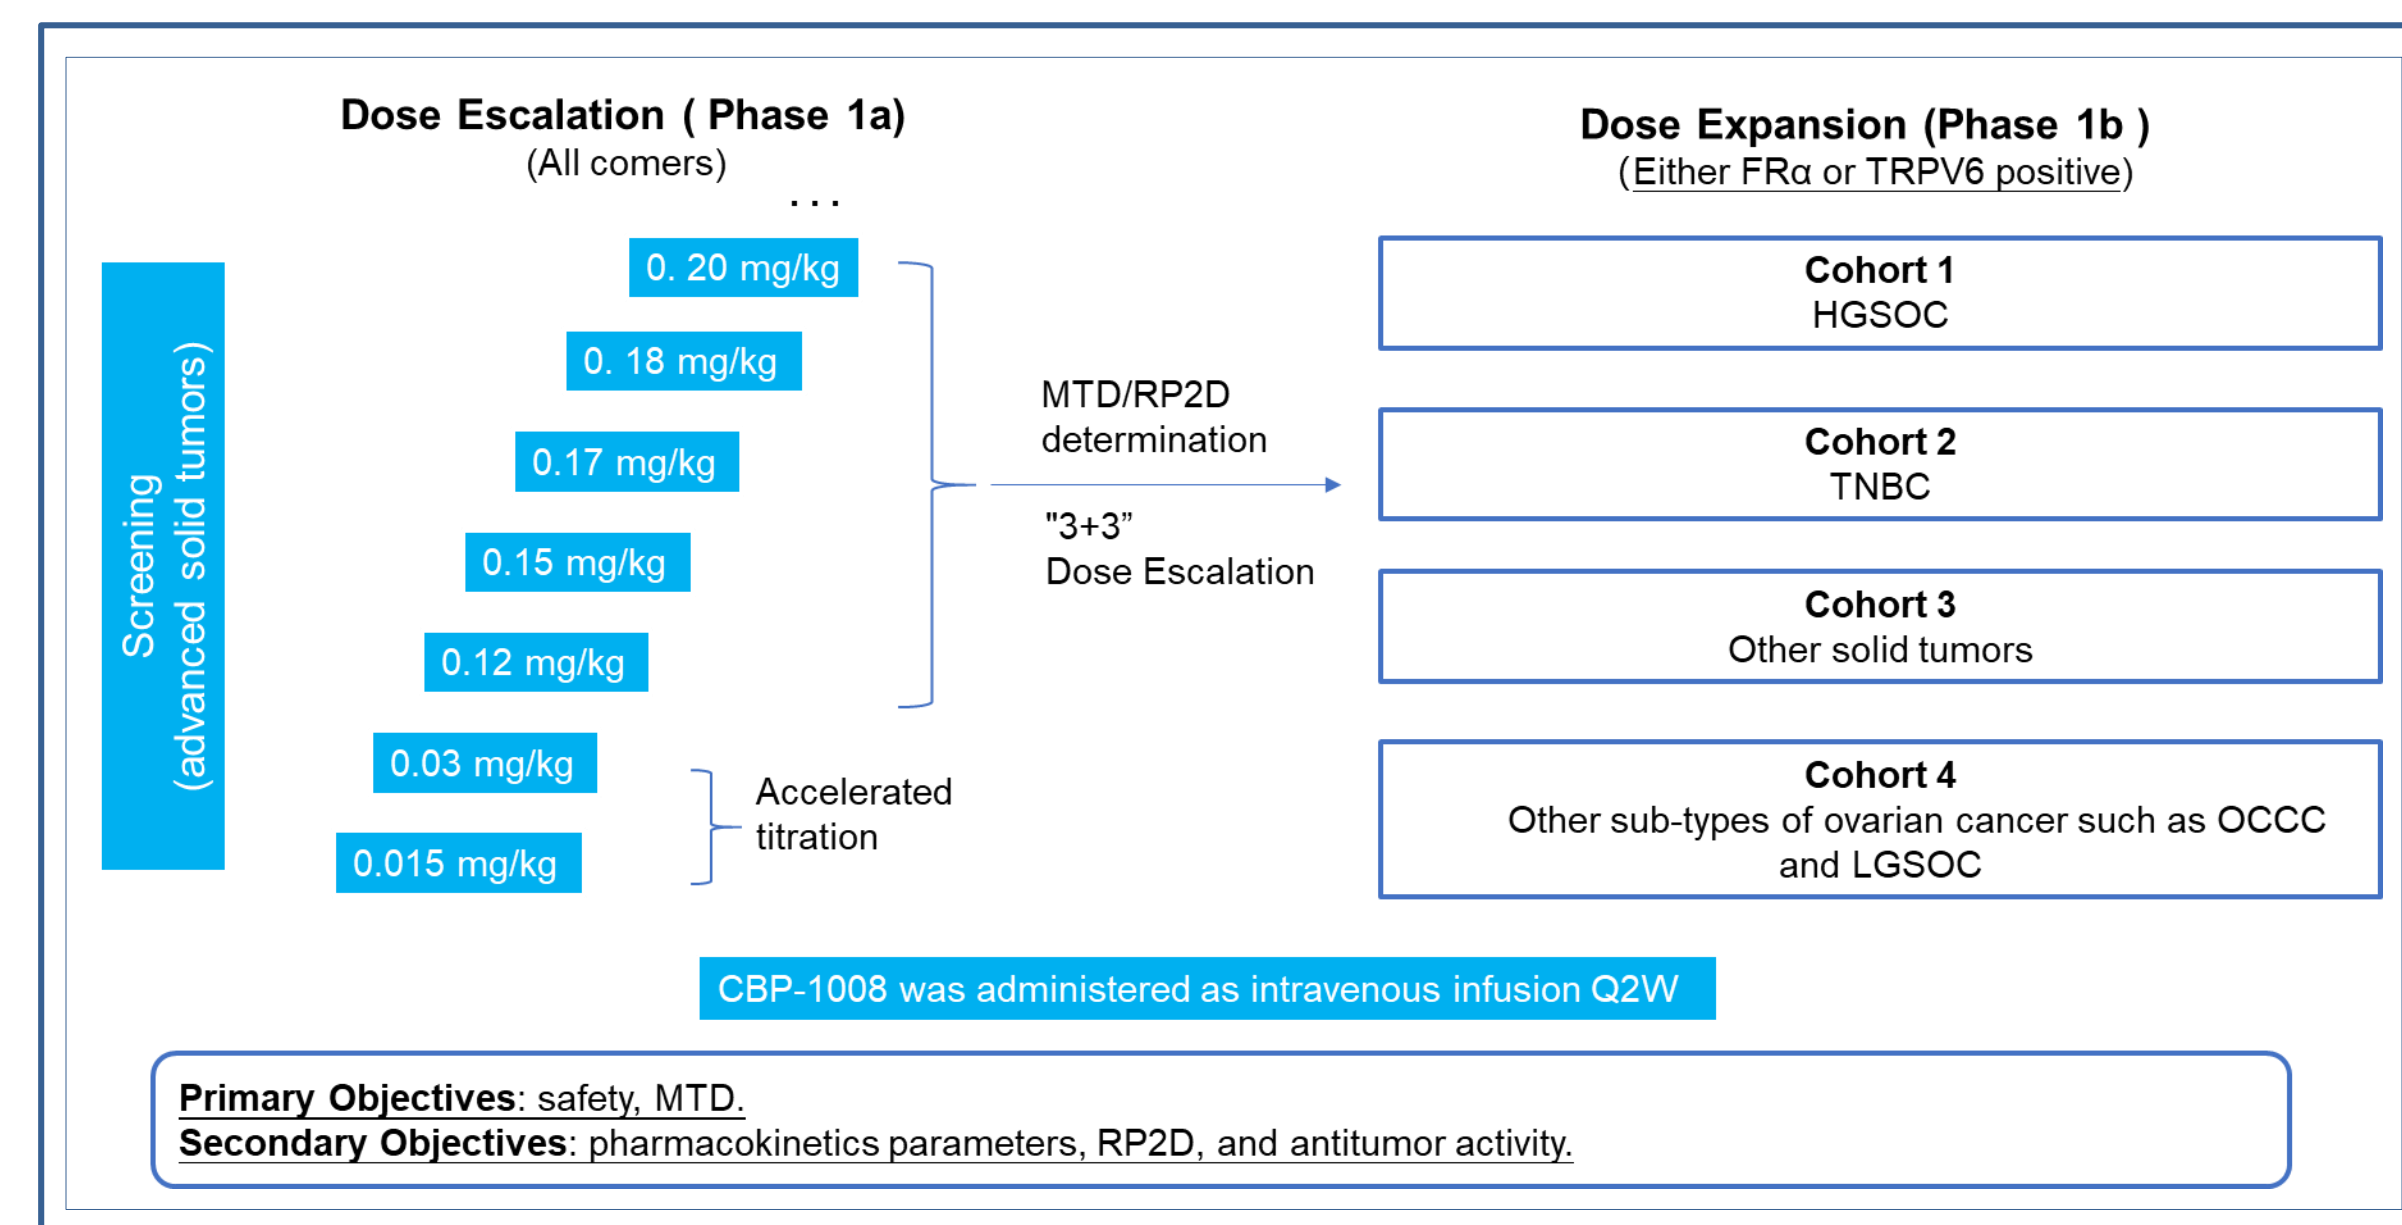 Dose Escalation ( Phase 1a)
(All comers)
...
Screening
(advanced solid tumors)
0. 20 mg/kg
0. 18 mg/kg
0.17 mg/kg
0.15 mg/kg
0.12 mg/kg
0.03 mg/kg
0.015 mg/kg
Accelerated
titration
MTD/RP2D
determination
"3+3”
Dose Escalation
Dose Expansion (Phase 1b )
(Either FRα or TRPV6 positive)
Cohort 1
HGSOC
Cohort 2
TNBC
Cohort 3
Other solid tumors
Cohort 4
Other sub-types of ovarian cancer such as OCCC
and LGSOC
CBP-1008 was administered as intravenous infusion Q2W
Primary Objectives: safety, MTD.
Secondary Objectives: pharmacokinetics parameters, RP2D, and antitumor activity.